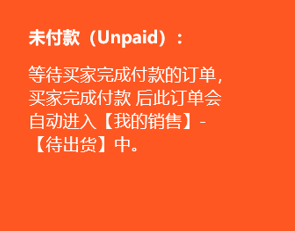 未付款（Unpaid）:
等待买家完成付款的订单，
买家完成付款 后此订单会
自动进入【我的销售】-
【待出货】中。